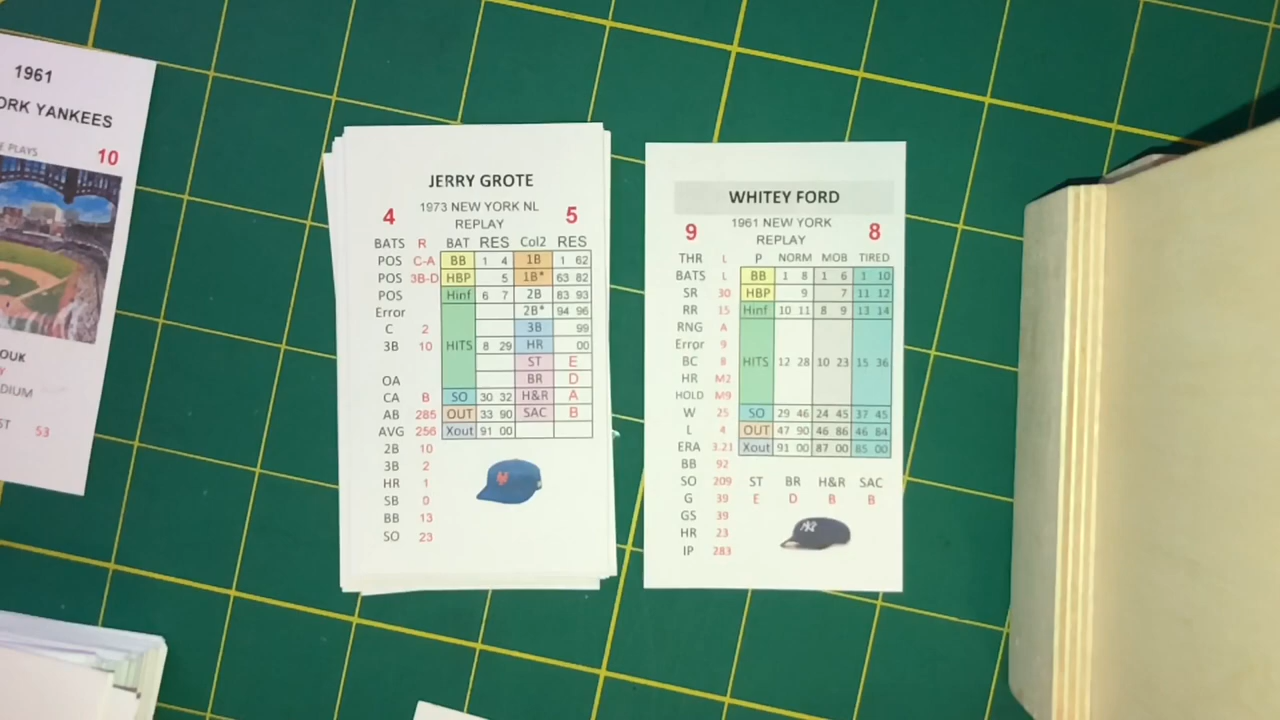 1961
ORK YANKEES
E PLAYS 10
OUK
DIUM
ST 53
JERRY GROTE
1973 NEW YORK NL
4 REPLAY 5
BATS R BAT RES Col2 RES
POS C-A BB 1 4 1B 1 62
POS 3B-D HBP 5 1B* 63 82
POS Hinf 6 7 2B 83 93
Error 2B* 94 96
C 2 3B 99
3B 10 HITS 8 29 HR 00
ST E
OA BR D
CA B SO 30 32 H&R A
AB 285 OUT 33 90 SAC B
AVG 256 Xout 91 00
2B 10
3B 2
HR 1
SB 0
BB 13
SO 23
WHITEY FORD
1961 NEW YORK
9 REPLAY 8
THR L P NORM MOB TIRED
BATS L BB 1 8 1 6 1 10
SR 30 HBP 9 7 11 12
RR 15 Hinf 10 11 8 9 13 14
RNG A
Error 9
BC 8 HITS 12 28 10 23 15 36
HR M2
HOLD M9
W 25 SO 29 46 24 45 37 45
L 4 OUT 47 90 46 86 46 84
ERA 3.21 Xout 91 00 87 00 85 00
BB 92
SO 209 ST BR H&R SAC
G 39 E D B B
GS 39
HR 23
IP 283